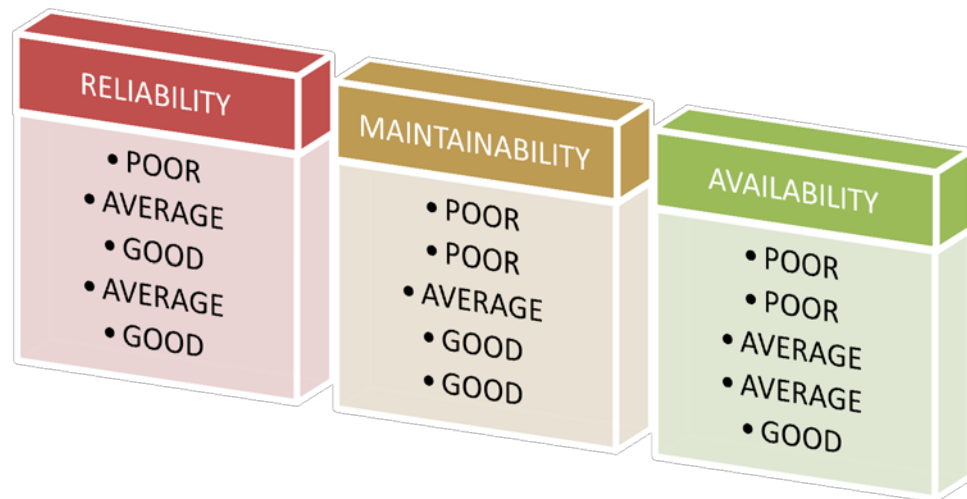 RELIABILITY
• POOR
• AVERAGE
• GOOD
• AVERAGE
• GOOD
MAINTAINABILITY
• POOR
• POOR
• AVERAGE
• GOOD
• GOOD
AVAILABILITY
• POOR
• POOR
• AVERAGE
• AVERAGE
• GOOD